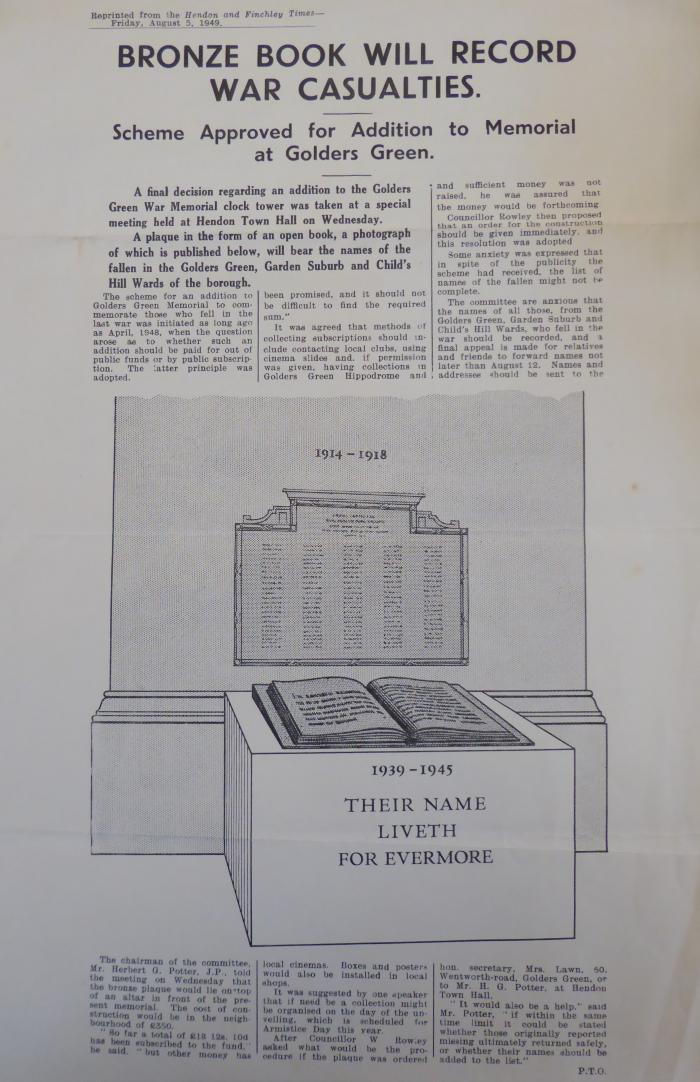 Reprinted from the Hendon and Finchley Times—
Friday, August 5, 1949.
BRONZE BOOK WILL RECORD
WAR CASUALTIES.
Scheme Approved for Addition to Memorial
at Golders Green.
A final decision regarding an addition to the Golders
Green War Memorial clock tower was taken at a special
meeting held at Hendon Town Hall on Wednesday.
A plaque in the form of an open book, a photograph
of which is published below, will bear the names of the
fallen in the Golders Green, Garden Suburb and Child's
Hill Wards of the borough.
The scheme for an addition to
Golders Green Memorial to com-
memorate those who fell in the
last war was initiated as long ago
as April, 1948, when the question
arose as to whether such an
addition should be paid for out of
public funds or by public subscrip-
tion. The latter principle was
adopted.
been promised, and it should not
be difficult to find the required
sum."
It was agreed that methods of
collecting subscriptions should in-
clude contacting local clubs, using
cinema slides and, if permission
was given, having collections in
Golders Green Hippodrome and
and sufficient money was not
raised, he was assured that
the money would be forthcoming
Councillor Rowley then proposed
that an order for the construction
should be given immediately, and
this resolution was adopted
Some anxiety was expressed that
in spite of the publicity the
scheme had received, the list of
names of the fallen might not be
complete.
The committee are anxious that
the names of all those, from the
Golders Green, Garden Suburb and
Child's Hill Wards, who fell in the
war should be recorded, and a
final appeal is made for relatives
and friends to forward names not
later than August 12. Names and
addresses should be sent to the
1914 - 1918
1939 - 1945
THEIR NAME
LIVETH
FOR EVERMORE
The chairman of the committee,
Mr. Herbert G. Potter, J.P., told
the meeting on Wednesday that
the bronze plaque would lie on top
of an altar in front of the pre-
sent memorial. The cost of con-
struction would be in the neigh-
bourhood of £350.
"So far a total of £18 12s. 10d
has been subscribed to the fund,"
he said, "but other money has
local cinemas. Boxes and posters
would also be installed in local
shops.
It was suggested by one speaker
that if need be a collection might
be organised on the day of the un-
veiling, which is scheduled for
Armistice Day this year.
After Councillor W Rowley
asked what would be the pro-
cedure if the plaque was ordered
hon. secretary, Mrs. Lawn, 50,
Wentworth-road, Golders Green, or
to Mr. H. G. Potter, at Hendon
Town Hall.
"It would also be a help," said
Mr. Potter, "if within the same
time limit it could be stated
whether those originally reported
missing ultimately returned safely,
or whether their names should be
added to the list."
P.T.O.